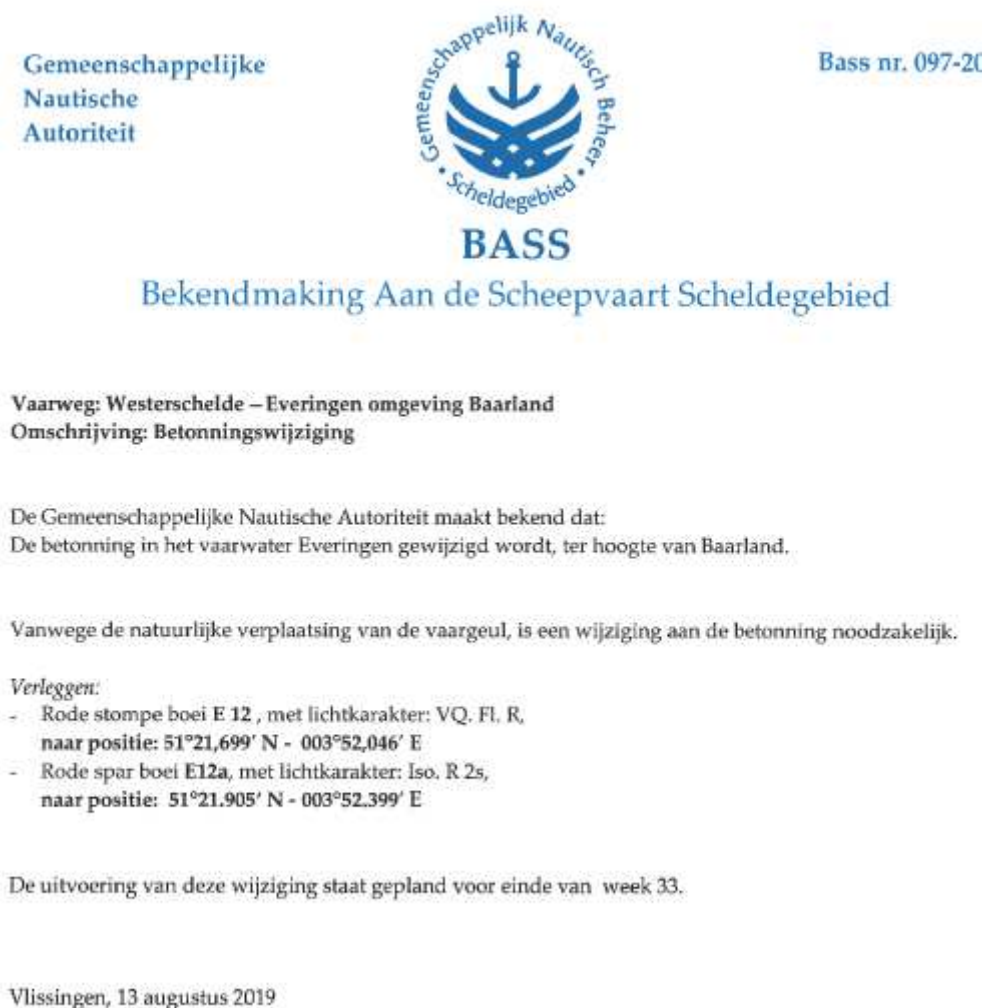 Gemeenschappelijke
Nautische
Autoriteit
Gemeenschappelijk Nautisch Beheer
Scheldegebied
Bass nr. 097-20
BASS
Bekendmaking Aan de Scheepvaart Scheldegebied
Vaarweg: Westerschelde – Everingen omgeving Baarland
Omschrijving: Betonningswijziging
De Gemeenschappelijke Nautische Autoriteit maakt bekend dat:
De betonning in het vaarwater Everingen gewijzigd wordt, ter hoogte van Baarland.
Vanwege de natuurlijke verplaatsing van de vaargeul, is een wijziging aan de betonning noodzakelijk.
Verleggen:
- Rode stompe boei E 12 , met lichtkarakter: VQ. Fl. R,
naar positie: 51°21,699′ N - 003°52,046′ E
- Rode spar boei E12a, met lichtkarakter: Iso. R 2s,
naar positie: 51°21.905′ N - 003°52.399′ E
De uitvoering van deze wijziging staat gepland voor einde van week 33.
Vlissingen, 13 augustus 2019